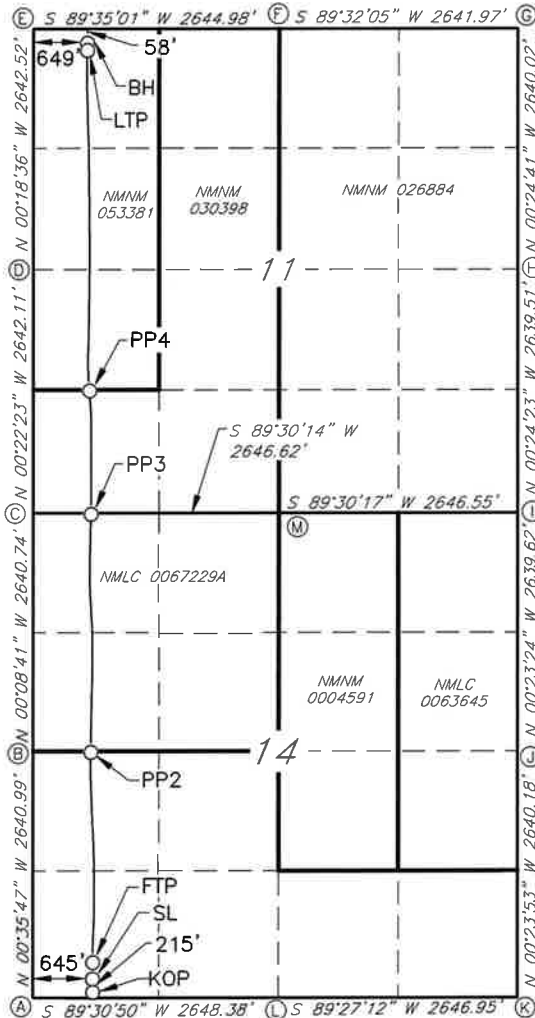 E S 89°35'01" W 2644.98' F S 89°32'05" W 2641.97' G
58'
649'
BH
LTP
N 00°18'36" W 2642.52'
N 00°24'41" W 2640.02'
NMNM
053381
NMNM
030398
NMNM 026884
11
D
PP4
N 00°22'23" W 2642.11'
N 00°24'23" W 2639.51'
S 89°30'14" W
2646.62'
PP3
C
S 89°30'17" W 2646.55'
I
M
NMLC 0067229A
N 00°08'41" W 2640.74'
N 00°23'24" W 2639.62'
NMNM
0004591
NMLC
0063645
B
14
J
PP2
N 00°35'47" W 2640.99'
N 00°23'53" W 2640.18'
FTP
SL
215'
645'
KOP
A S 89°30'50" W 2648.38' L S 89°27'12" W 2646.95' K